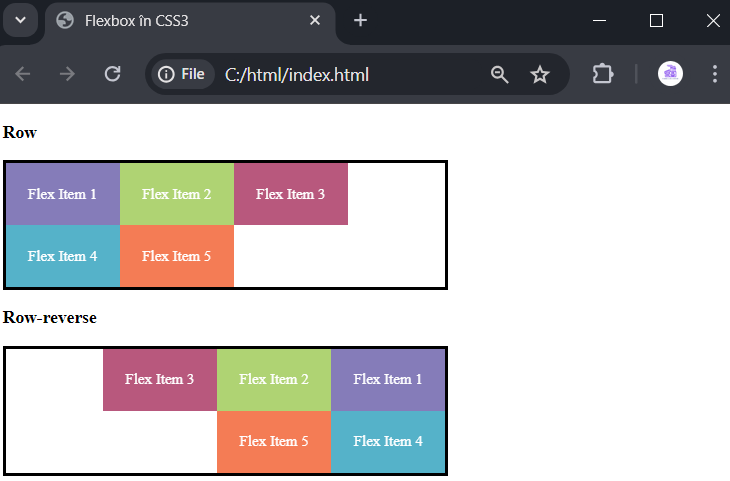 Flexbox în CSS3
File C:/html/index.html
Row
Flex Item 1 Flex Item 2 Flex Item 3
Flex Item 4 Flex Item 5
Row-reverse
Flex Item 3 Flex Item 2 Flex Item 1
Flex Item 5 Flex Item 4